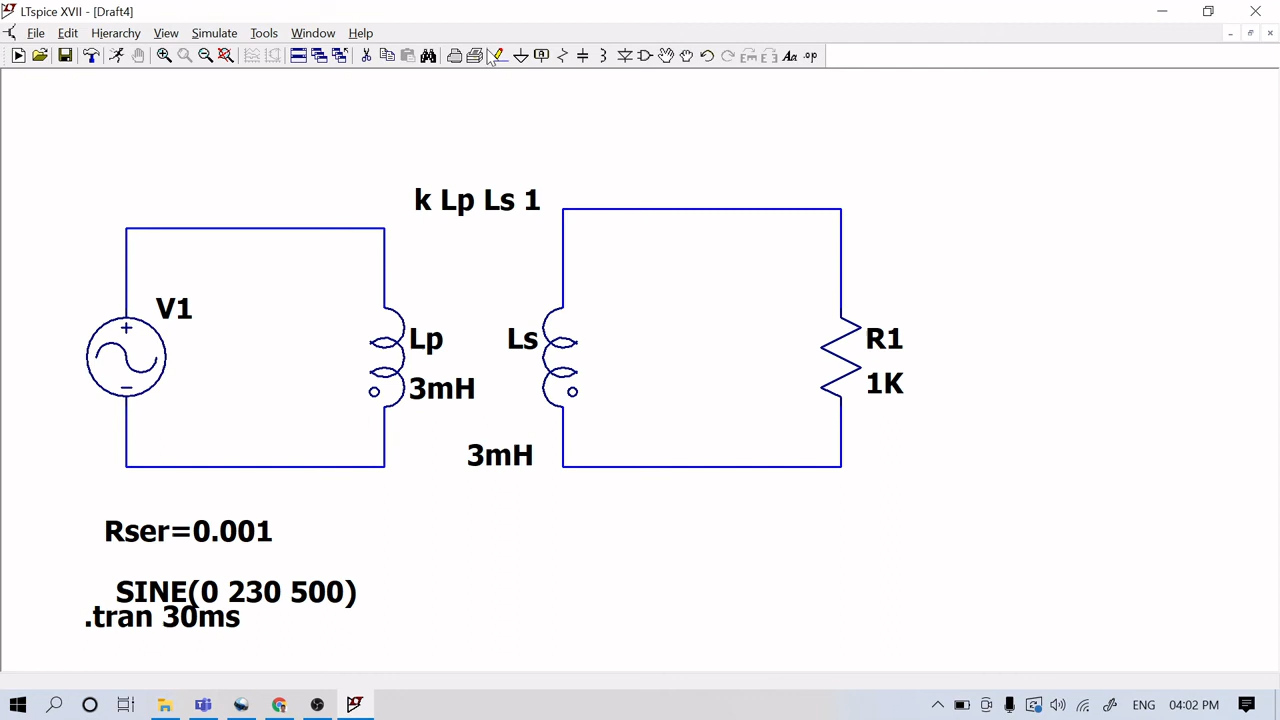 LTspice XVII - [Draft4]
File Edit Hierarchy View Simulate Tools Window Help
k Lp Ls 1
V1
Lp Ls R1
3mH 1K
3mH
Rser=0.001
SINE(0 230 500)
.tran 30ms
ENG 04:02 PM